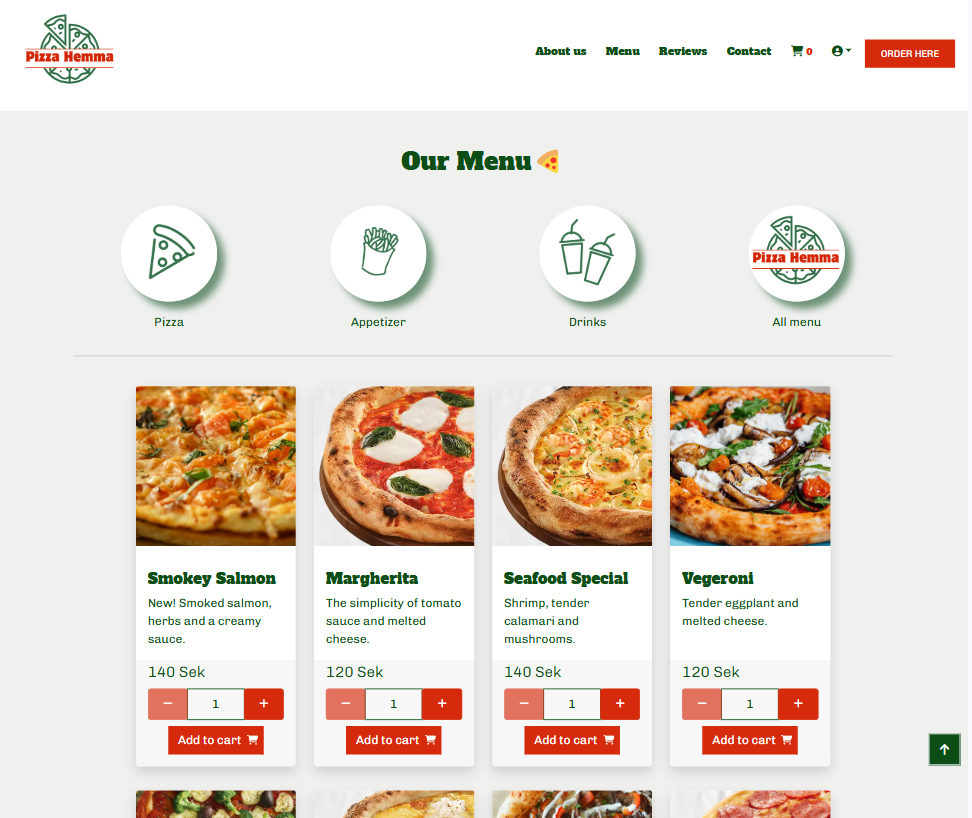 Pizza Hemma
About us
Menu
Reviews
Contact
0
ORDER HERE
Our Menu
Pizza Hemma
Pizza
Appetizer
Drinks
All menu
Smokey Salmon
New! Smoked salmon,
herbs and a creamy
sauce.
140 Sek
− 1 +
Add to cart
Margherita
The simplicity of tomato
sauce and melted
cheese.
120 Sek
− 1 +
Add to cart
Seafood Special
Shrimp, tender
calamari and
mushrooms.
140 Sek
− 1 +
Add to cart
Vegeroni
Tender eggplant and
melted cheese.
120 Sek
− 1 +
Add to cart